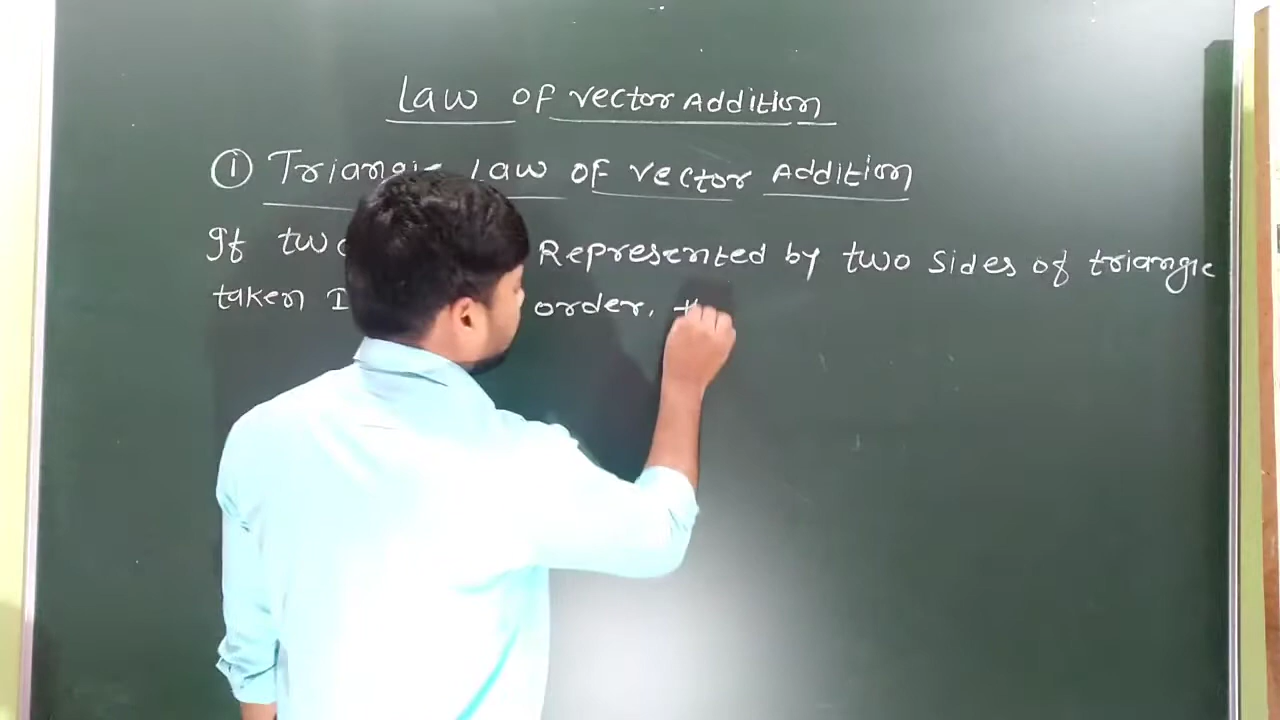 Law of vector Addition
① Triangle Law of vector Addition
If two Represented by two sides of triangle
taken order,